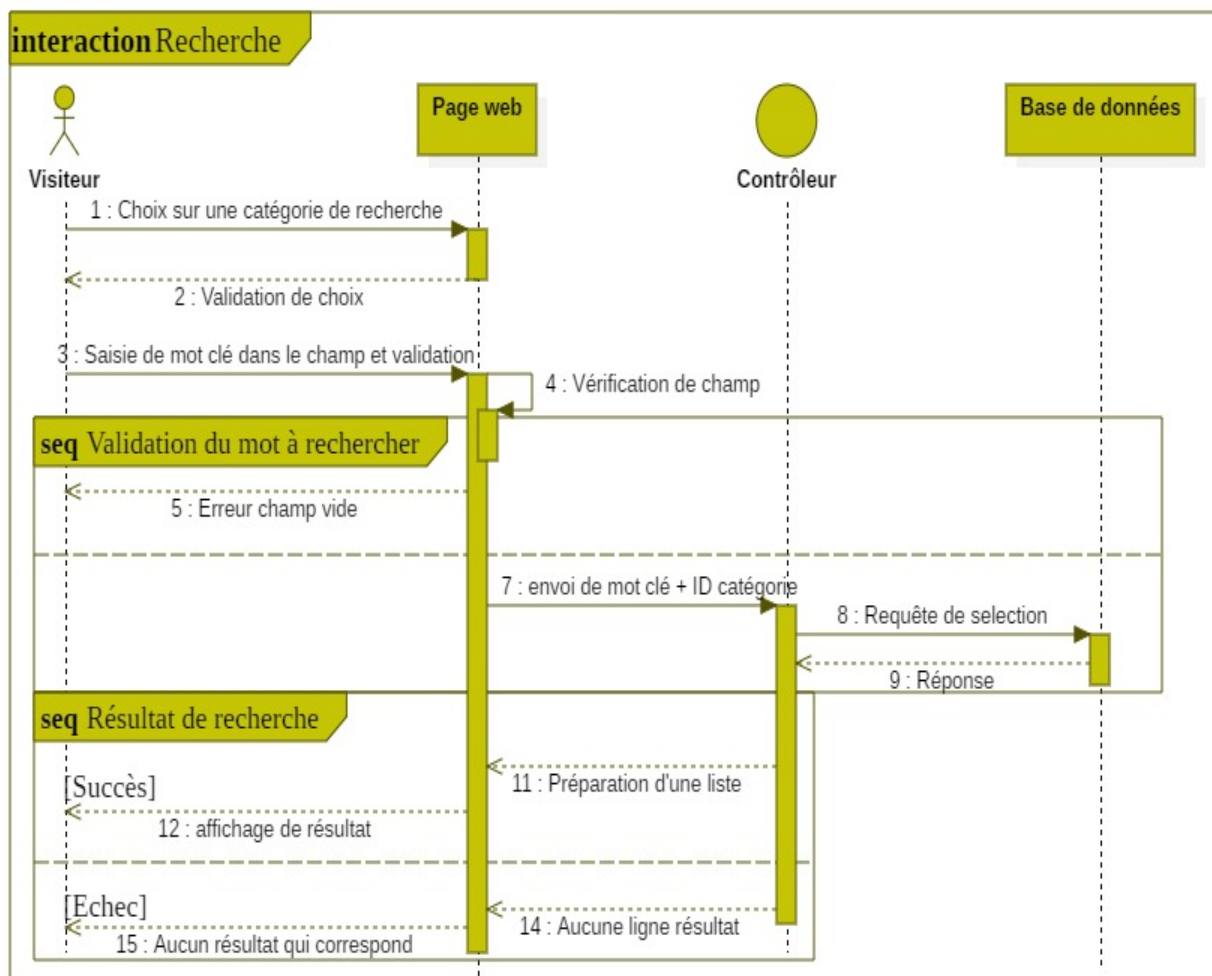 interaction Recherche
Page web
Base de données
Visiteur
Contrôleur
1 : Choix sur une catégorie de recherche
2 : Validation de choix
3 : Saisie de mot clé dans le champ et validation
4 : Vérification de champ
seq Validation du mot à rechercher
5 : Erreur champ vide
7 : envoi de mot clé + ID catégorie
8 : Requête de selection
9 : Réponse
seq Résultat de recherche
11 : Préparation d'une liste
[Succès]
12 : affichage de résultat
[Echec]
14 : Aucune ligne résultat
15 : Aucun résultat qui correspond